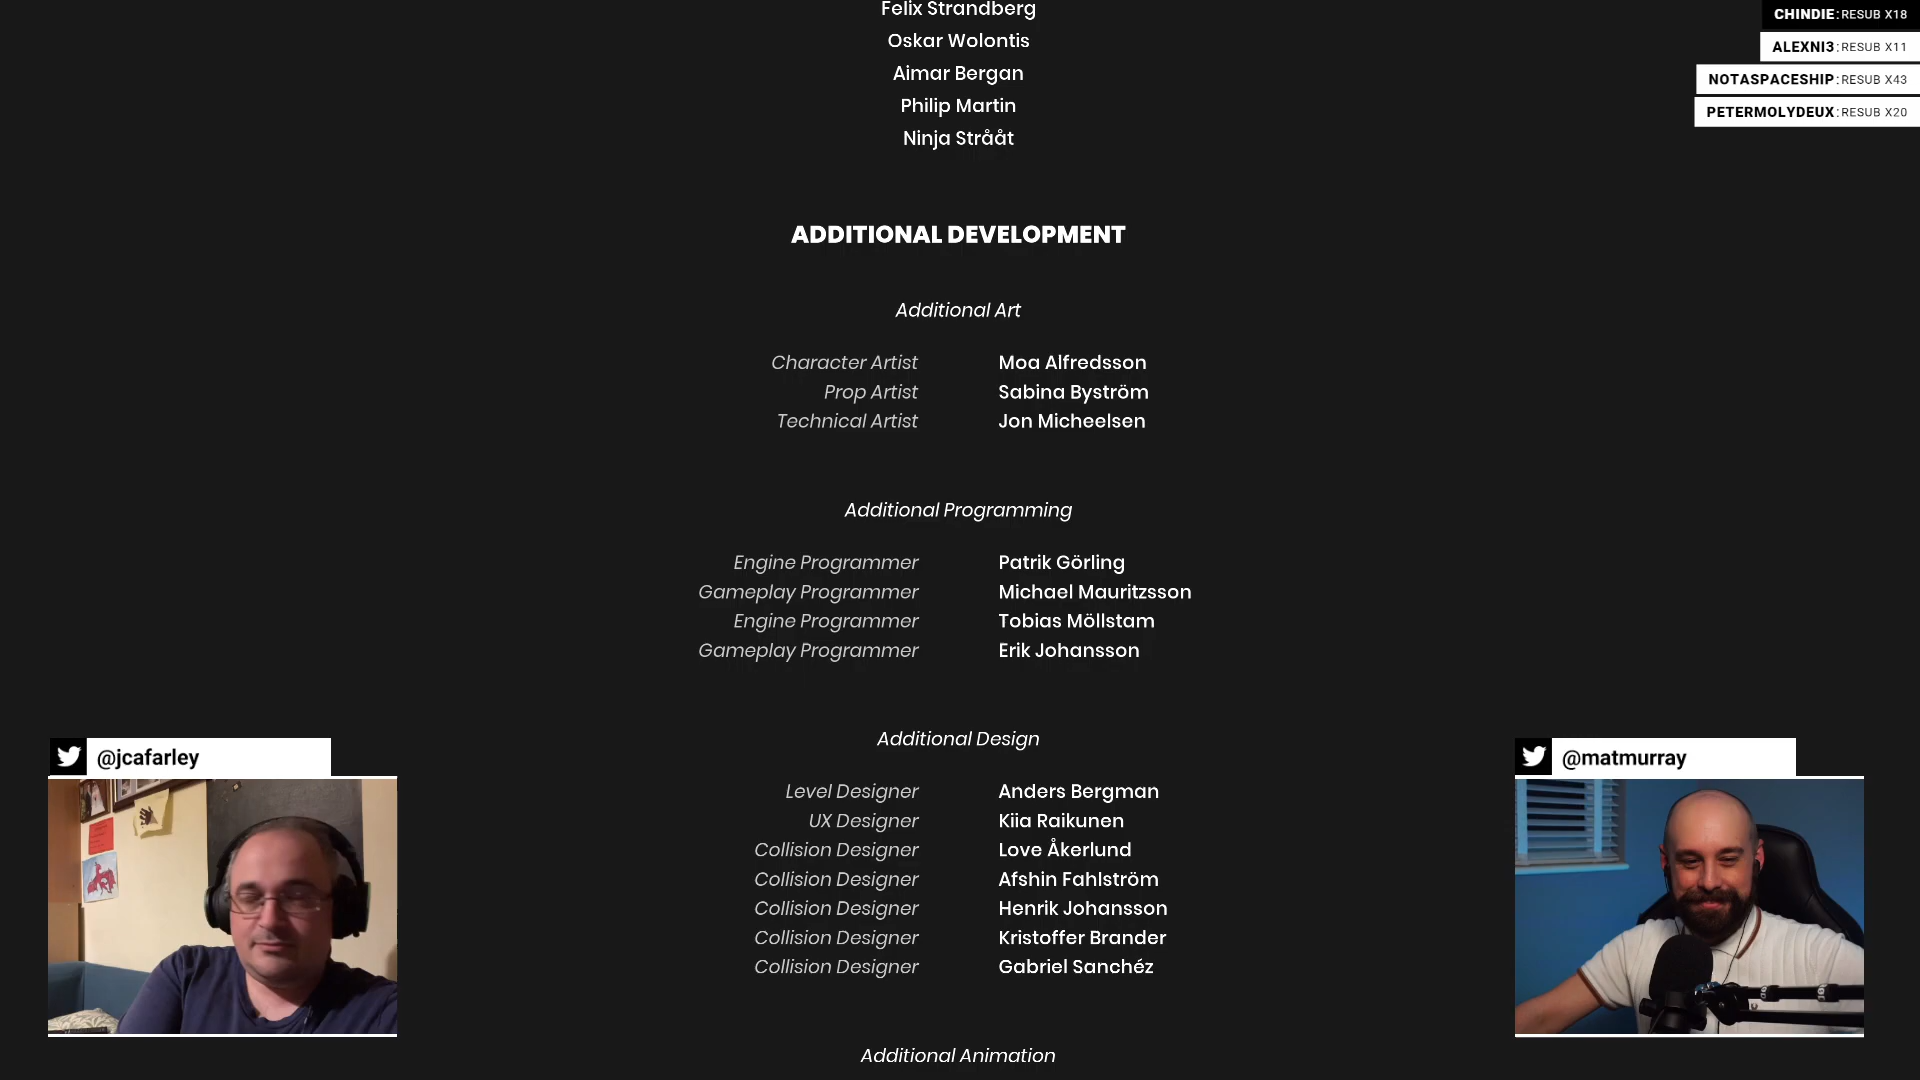 Felix Strandberg
Oskar Wolontis
Aimar Bergan
Philip Martin
Ninja Strååt
CHINDIE: RESUB X18
ALEXNI3: RESUB X11
NOTASPACESHIP: RESUB X43
PETERMOLYDEUX: RESUB X20
ADDITIONAL DEVELOPMENT
Additional Art
Character Artist Moa Alfredsson
Prop Artist Sabina Byström
Technical Artist Jon Micheelsen
Additional Programming
Engine Programmer Patrik Görling
Gameplay Programmer Michael Mauritzsson
Engine Programmer Tobias Möllstam
Gameplay Programmer Erik Johansson
Additional Design
Level Designer Anders Bergman
UX Designer Kiia Raikunen
Collision Designer Love Åkerlund
Collision Designer Afshin Fahlström
Collision Designer Henrik Johansson
Collision Designer Kristoffer Brander
Collision Designer Gabriel Sanchéz
Additional Animation
@jcafarley
@matmurray